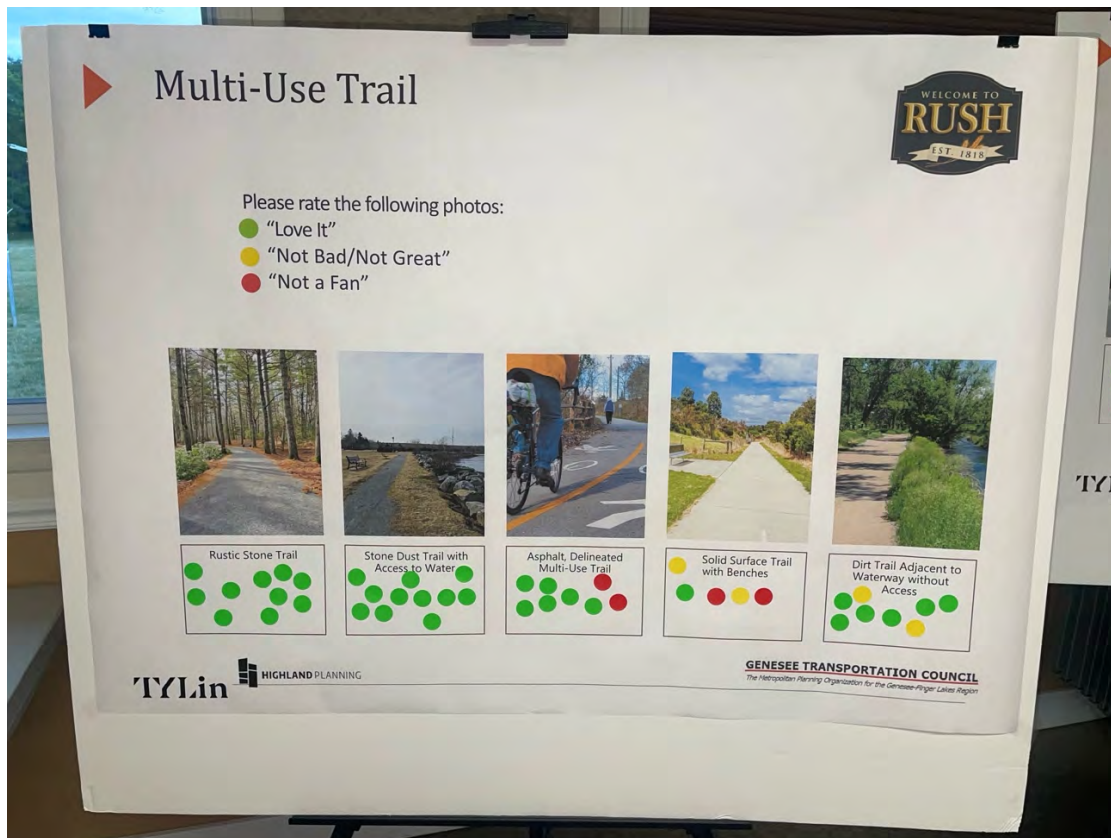 Multi-Use Trail
WELCOME TO
RUSH
EST. 1818
Please rate the following photos:
"Love It"
"Not Bad/Not Great"
"Not a Fan"
Rustic Stone Trail
Stone Dust Trail with
Access to Water
Asphalt, Delineated
Multi-Use Trail
Solid Surface Trail
with Benches
Dirt Trail Adjacent to
Waterway without
Access
TYLin
HIGHLAND PLANNING
GENESEE TRANSPORTATION COUNCIL
The Metropolitan Planning Organization for the Genesee-Finger Lakes Region
TY